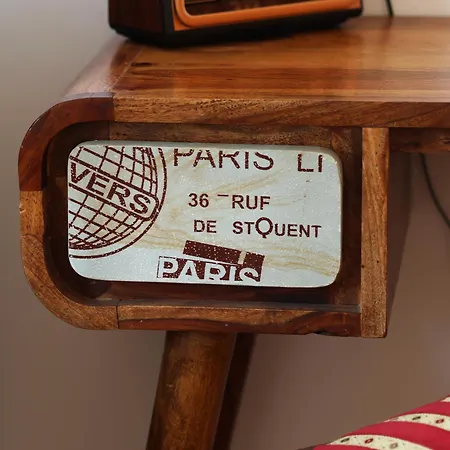 PARIS LI
VERS
36 RUF
DE STQUENT
PARIS